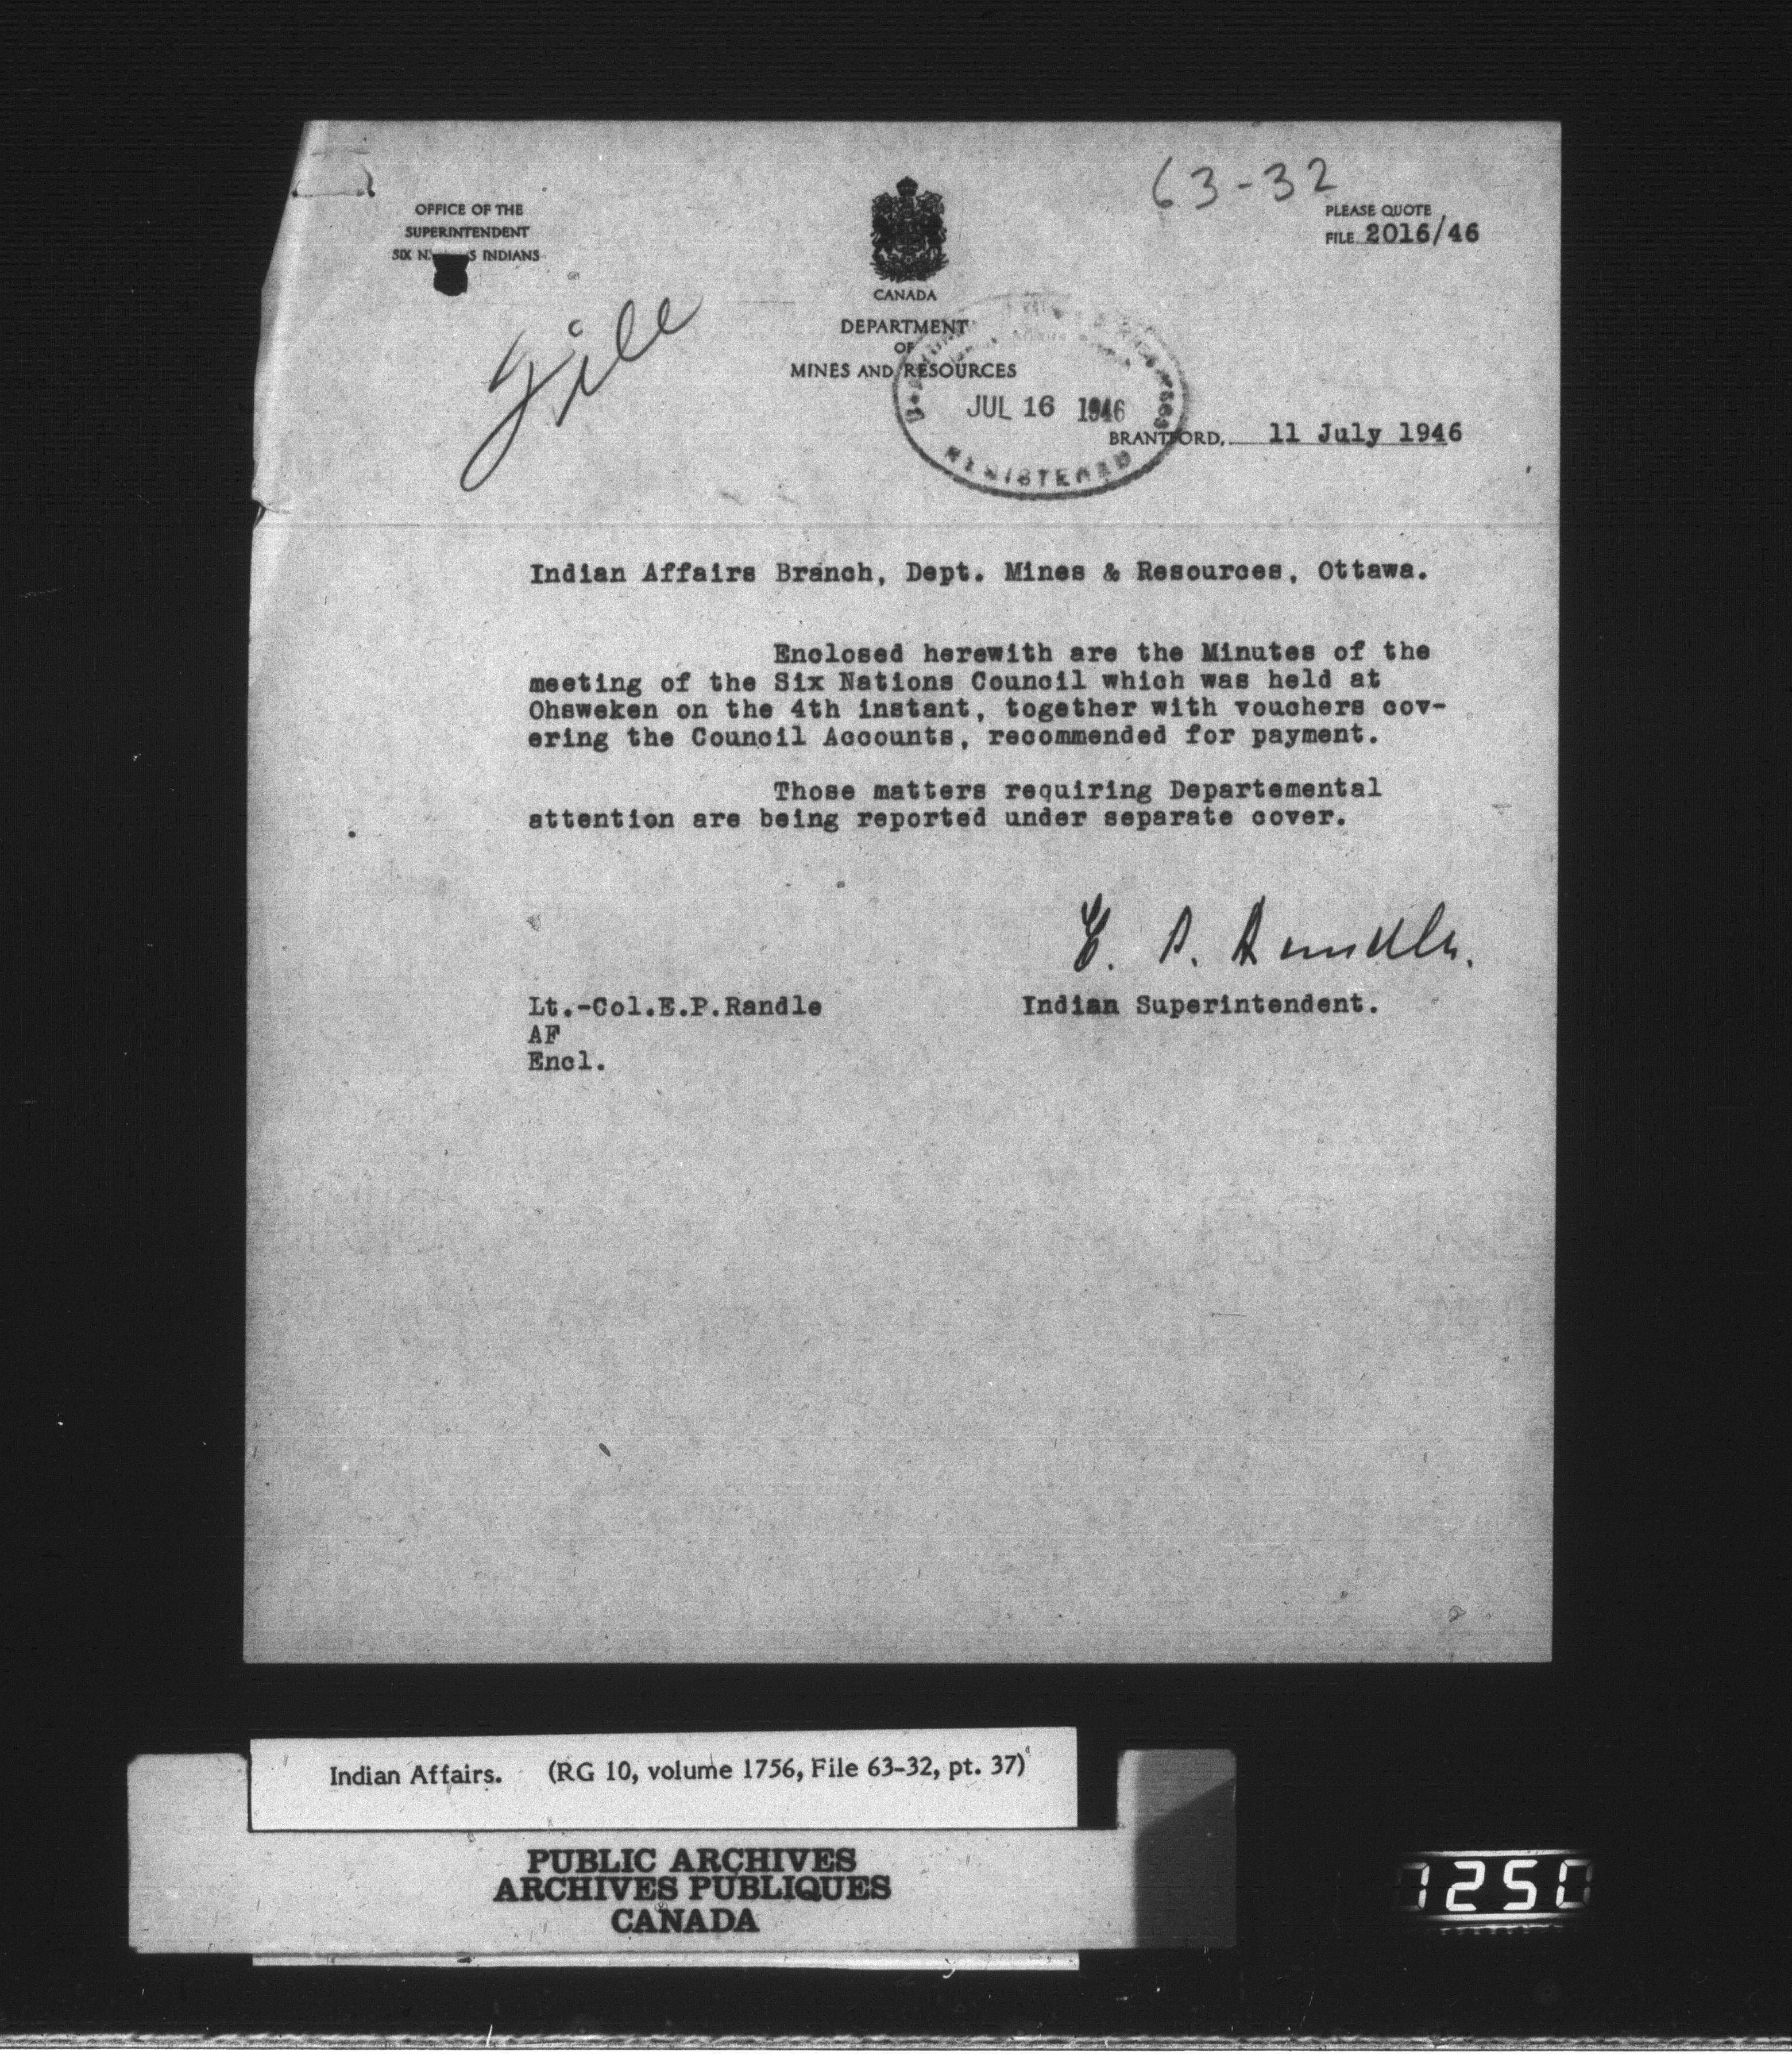 63-32
OFFICE OF THE
SUPERINTENDENT
SIX N S INDIANS
PLEASE QUOTE
FILE 2016/46
CANADA
DEPARTMENT
OF
MINES AND RESOURCES
File
JUL 16 1946
REGISTERED
BRANTFORD, 11 July 1946
Indian Affairs Branch, Dept. Mines & Resources, Ottawa.
Enclosed herewith are the Minutes of the
meeting of the Six Nations Council which was held at
Ohsweken on the 4th instant, together with vouchers cov-
ering the Council Accounts, recommended for payment.
Those matters requiring Departemental
attention are being reported under separate cover.
E. P. Randle.
Lt.-Col.E.P.Randle Indian Superintendent.
AF
Encl.
Indian Affairs. (RG 10, volume 1756, File 63-32, pt. 37)
PUBLIC ARCHIVES
ARCHIVES PUBLIQUES
CANADA
1250